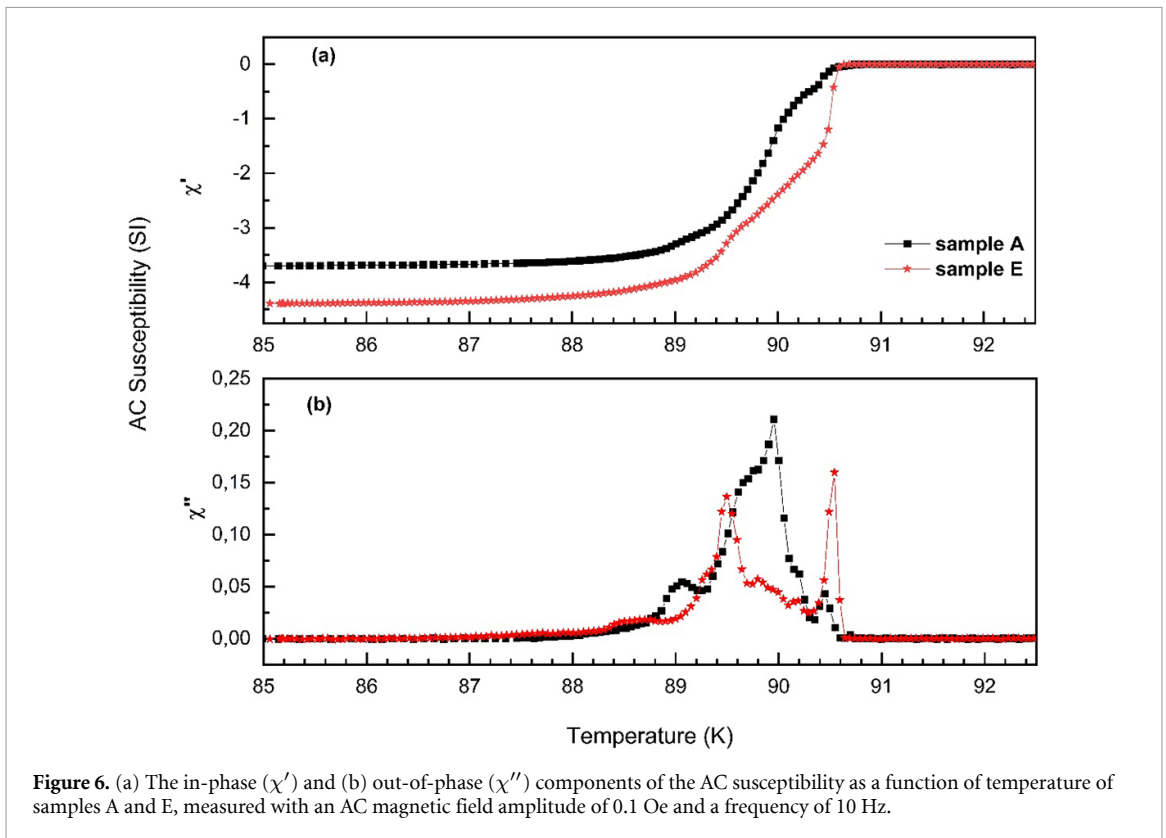 (a)
0
-1
-2
-3
-4
χ'
sample A
sample E
85 86 87 88 89 90 91 92
AC Susceptibility (SI)
(b)
0,25
0,20
0,15
0,10
0,05
0,00
χ"
85 86 87 88 89 90 91 92
Temperature (K)
Figure 6. (a) The in-phase (χ′) and (b) out-of-phase (χ′′) components of the AC susceptibility as a function of temperature of
samples A and E, measured with an AC magnetic field amplitude of 0.1 Oe and a frequency of 10 Hz.